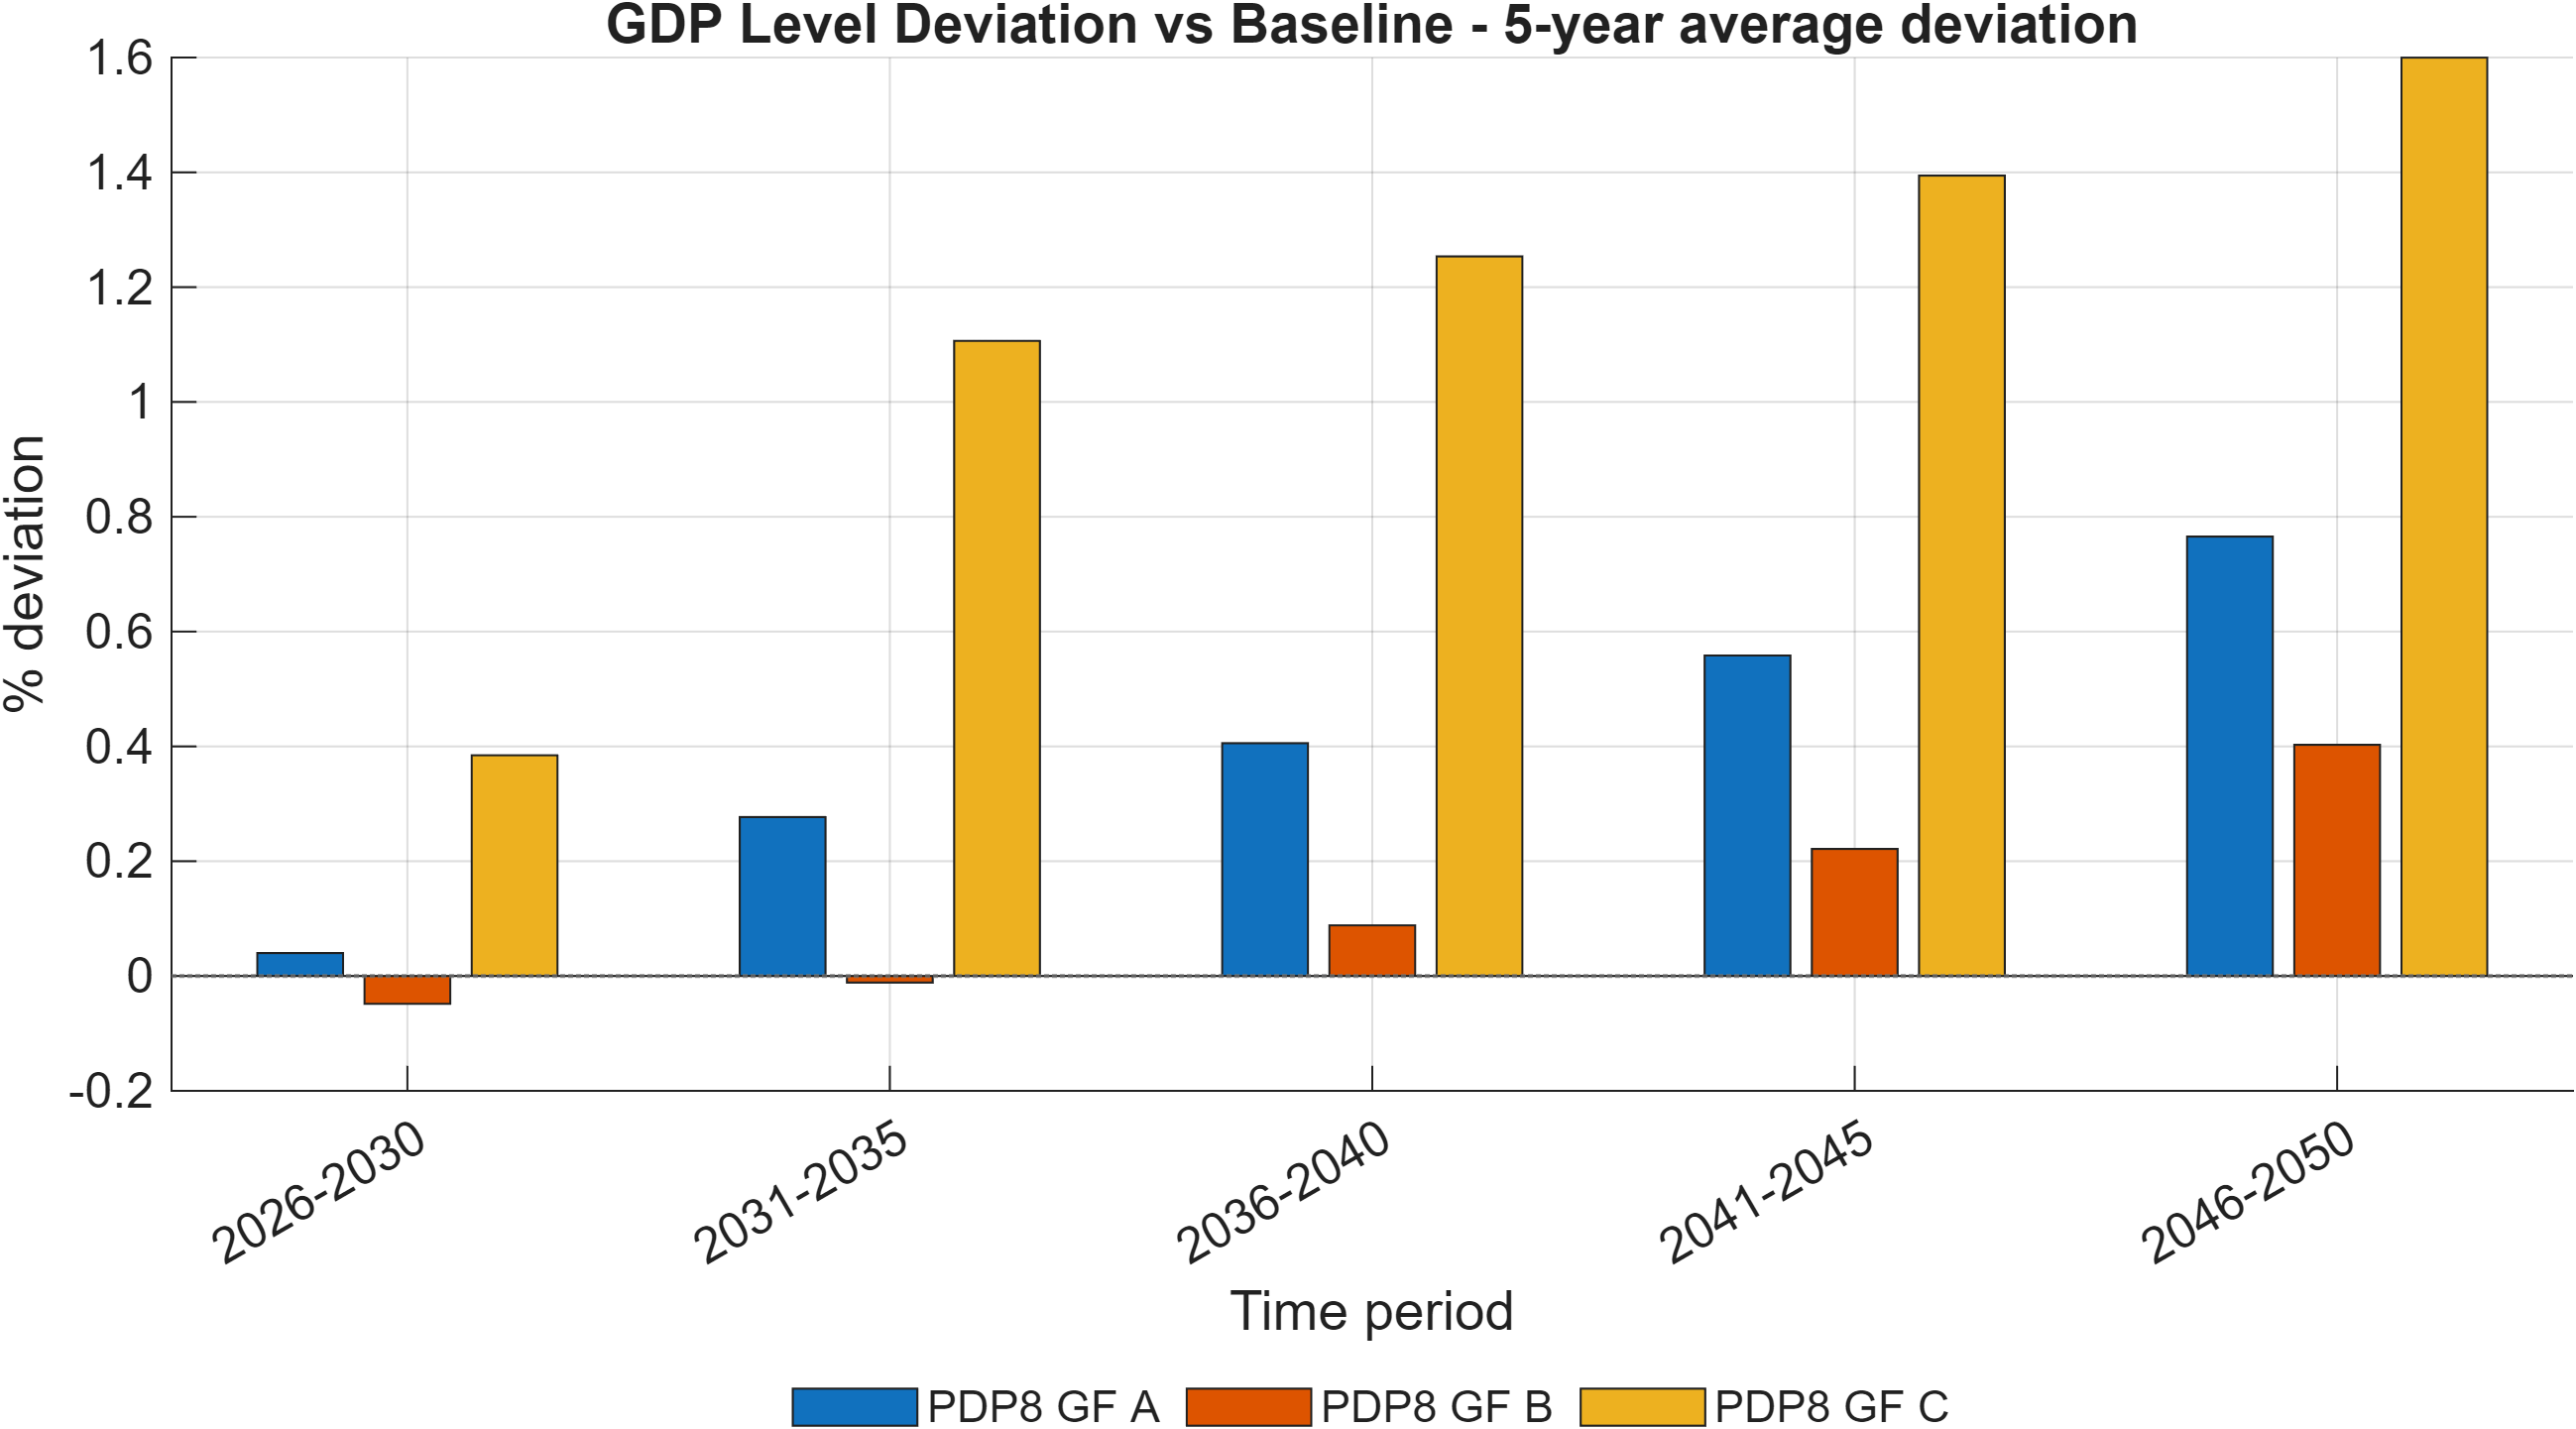 GDP Level Deviation vs Baseline - 5-year average deviation
1.6
1.4
1.2
1
0.8
0.6
0.4
0.2
0
-0.2
% deviation
2026-2030
2031-2035
2036-2040
2041-2045
2046-2050
Time period
PDP8 GF A
PDP8 GF B
PDP8 GF C